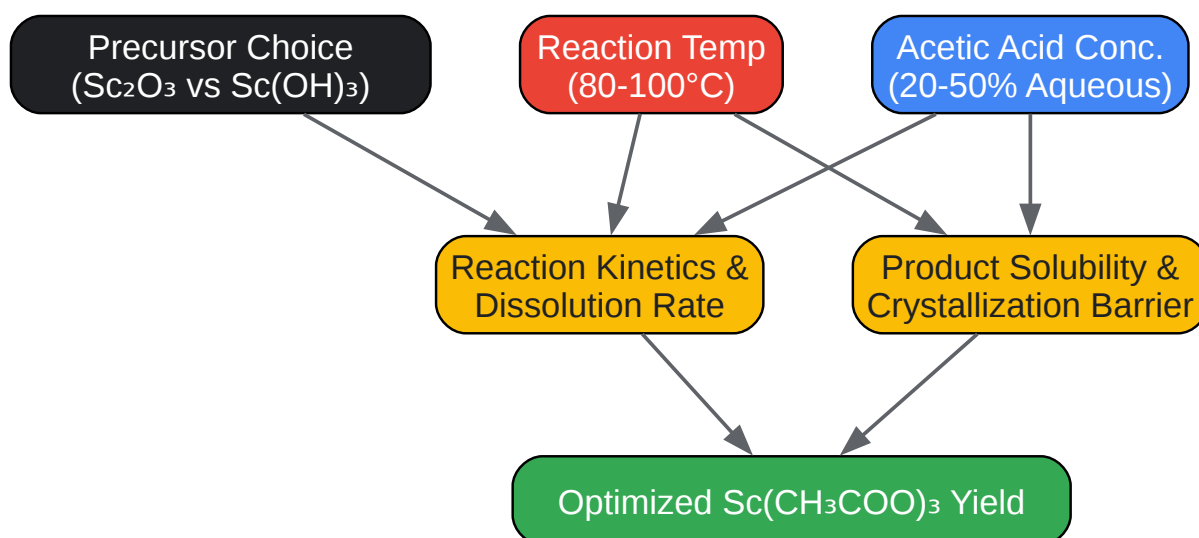 Precursor Choice
(Sc₂O₃ vs Sc(OH)₃)
Reaction Temp
(80-100°C)
Acetic Acid Conc.
(20-50% Aqueous)
Reaction Kinetics &
Dissolution Rate
Product Solubility &
Crystallization Barrier
Optimized Sc(CH₃COO)₃ Yield